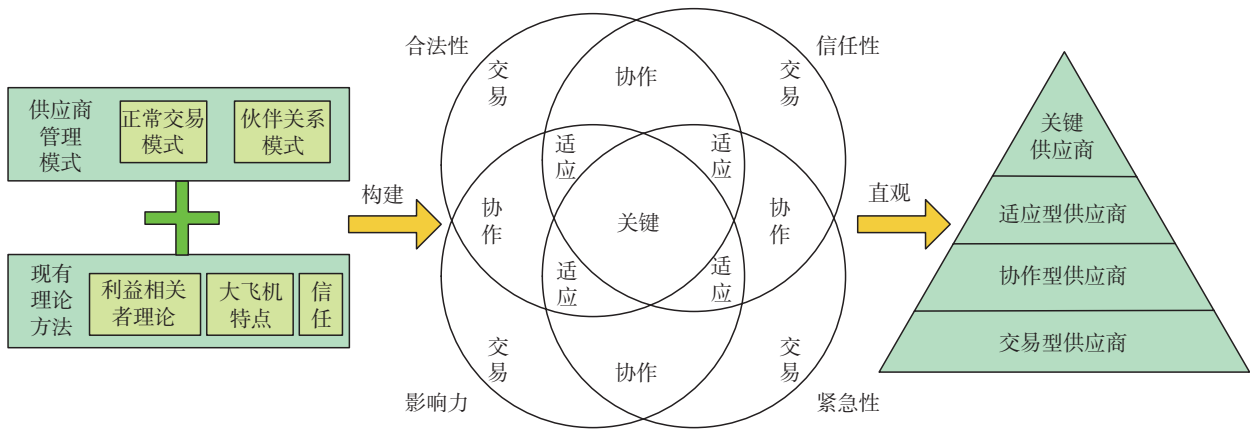 供应商
管理
模式
正常交易
模式
伙伴关系
模式
现有
理论
方法
利益相关
者理论
大飞机
特点
信
任
构建
合法性
信任性
交
易
协作
交
易
适
应
适
应
协
作
关键
协
作
适
应
适
应
交
易
协作
交
易
影响力
紧急性
直观
关键
供应商
适应型供应商
协作型供应商
交易型供应商